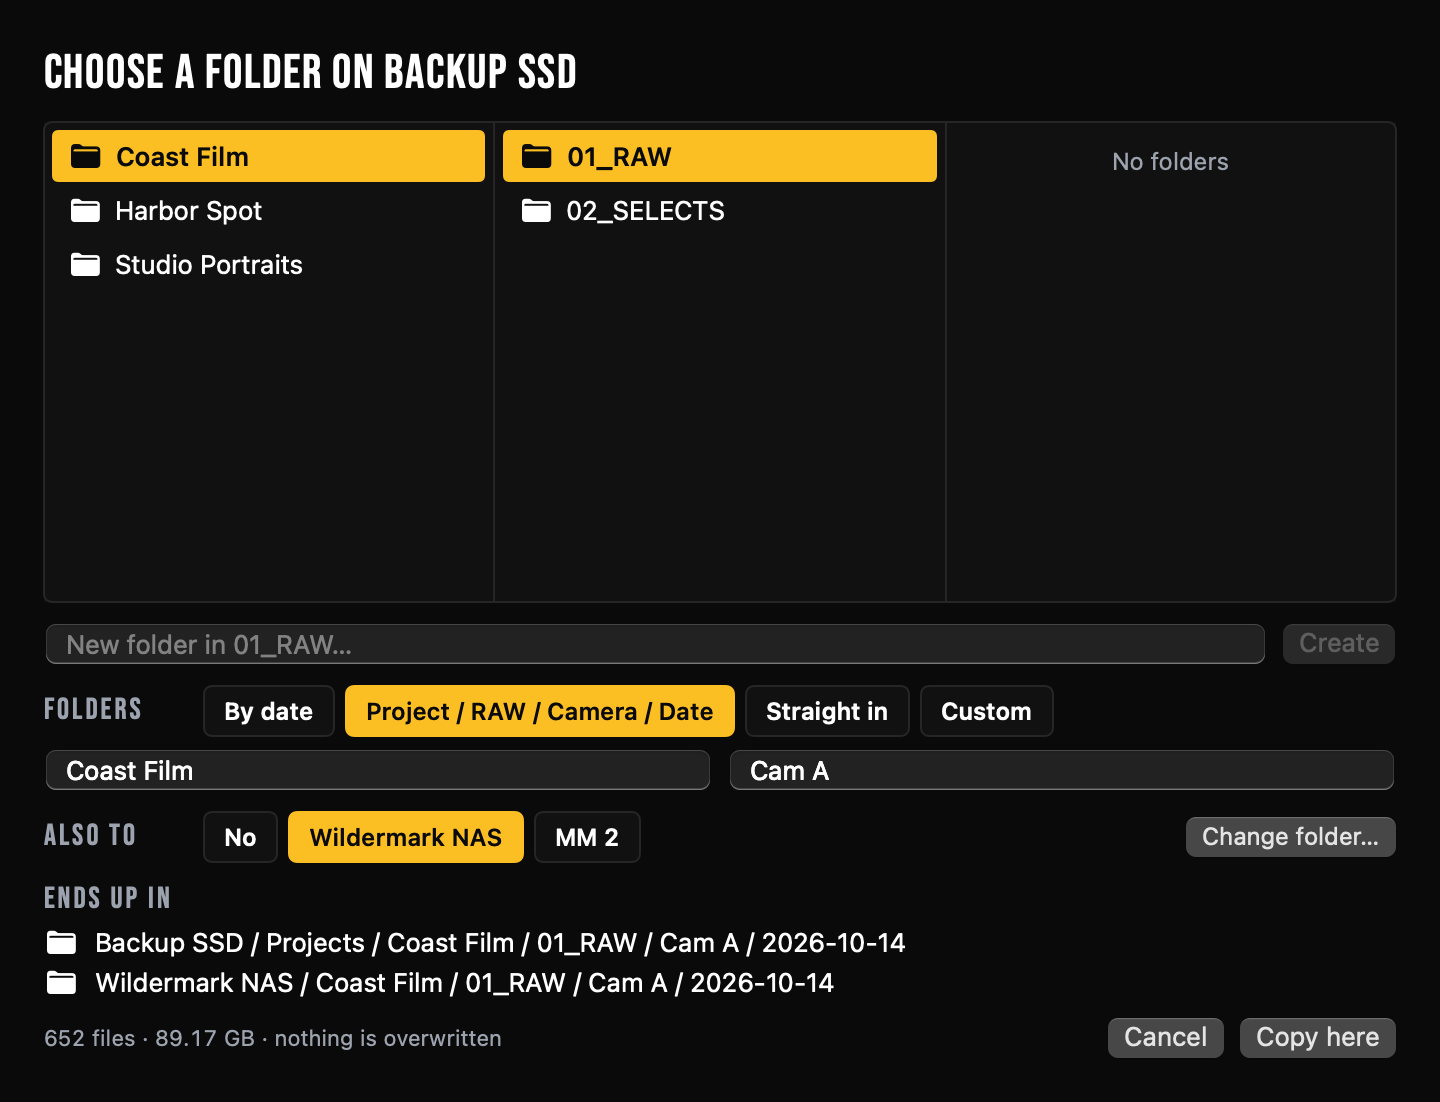 CHOOSE A FOLDER ON BACKUP SSD
Coast Film
Harbor Spot
Studio Portraits
01_RAW
02_SELECTS
No folders
New folder in 01_RAW...
Create
FOLDERS
By date
Project / RAW / Camera / Date
Straight in
Custom
Coast Film
Cam A
ALSO TO
No
Wildermark NAS
MM 2
Change folder...
ENDS UP IN
Backup SSD / Projects / Coast Film / 01_RAW / Cam A / 2026-10-14
Wildermark NAS / Coast Film / 01_RAW / Cam A / 2026-10-14
652 files · 89.17 GB · nothing is overwritten
Cancel
Copy here